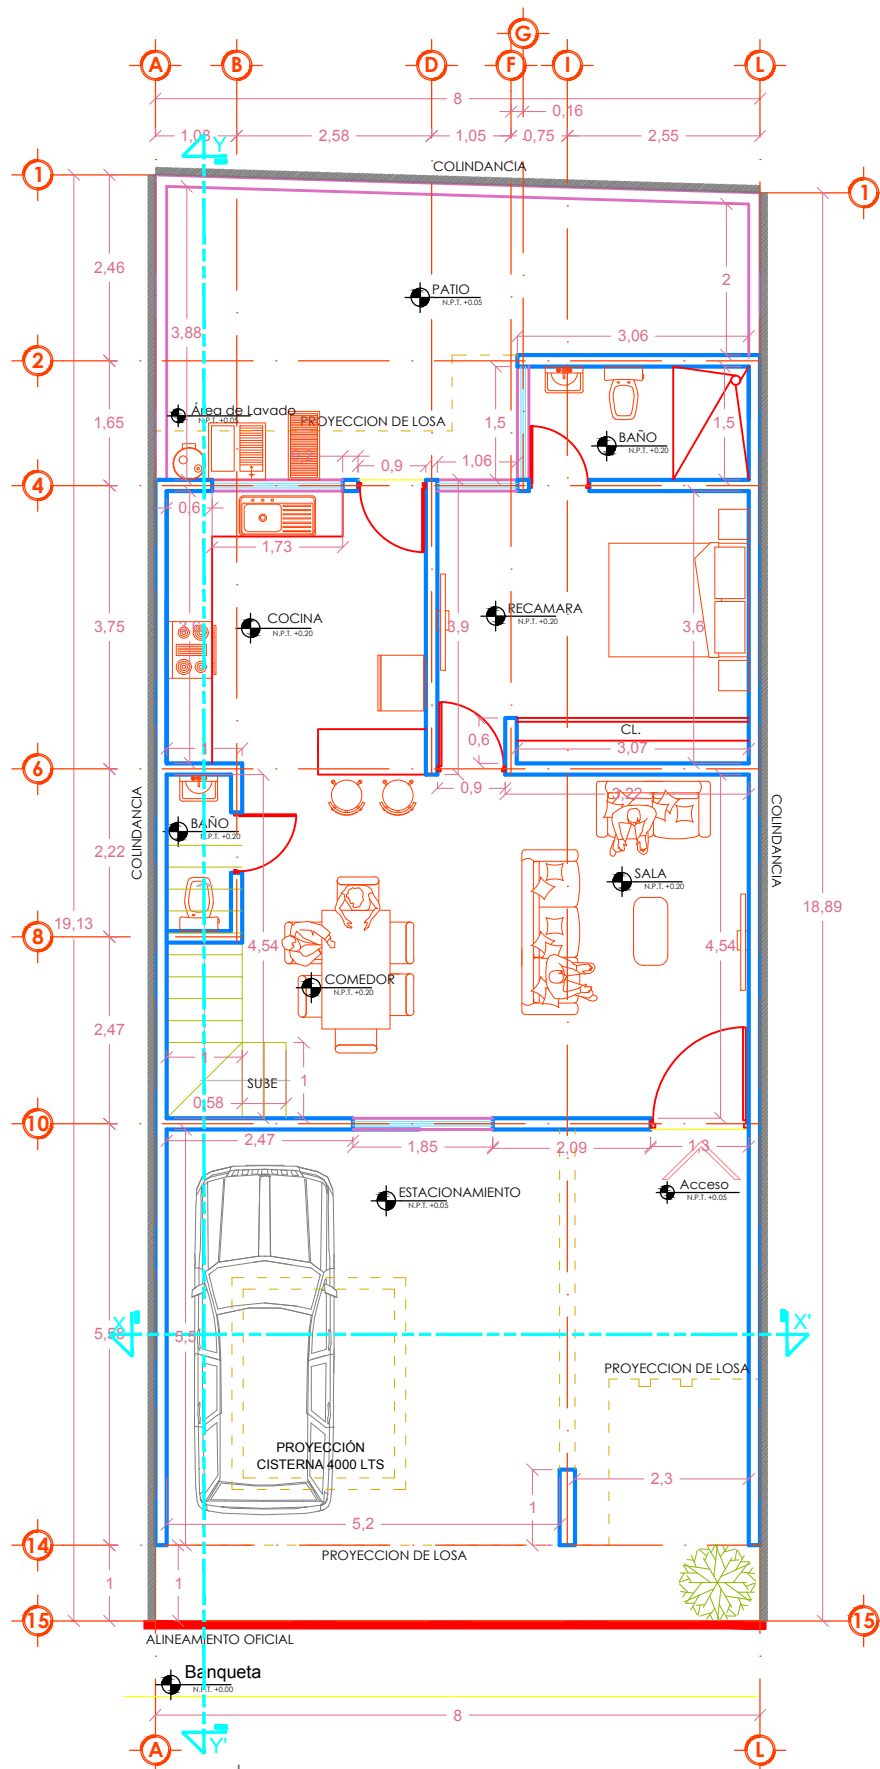 G
A B D F I L
8
0,16
1,03 2,58 1,05 0,75 2,55
Y
COLINDANCIA
1
1
2,46
2
PATIO
N.P.T. +0.05
3,88
3,06
2
1,65
Área de Lavado
N.P.T. +0.05
PROYECCION DE LOSA
1,5
BAÑO
N.P.T. +0.20
1,5
0,9
1,06
4
0,6
1,73
COCINA
N.P.T. +0.20
RECAMARA
N.P.T. +0.20
3,75
3,9
3,6
CL.
1
0,6
3,07
6
0,9
3,22
COLINDANCIA
COLINDANCIA
BAÑO
N.P.T. +0.20
2,22
SALA
N.P.T. +0.20
19,13
18,89
8
4,54
4,54
COMEDOR
N.P.T. +0.20
2,47
1
SUBE
1
0.58
10
2,47
1,85
2,09
1,3
ESTACIONAMIENTO
N.P.T. +0.05
Acceso
N.P.T. +0.05
X
X'
5,5
PROYECCION DE LOSA
PROYECCIÓN
CISTERNA 4000 LTS
2,3
1
5,2
14
PROYECCION DE LOSA
1
1
15
15
ALINEAMIENTO OFICIAL
Banqueta
N.P.T. +0.00
8
Y'
A
L